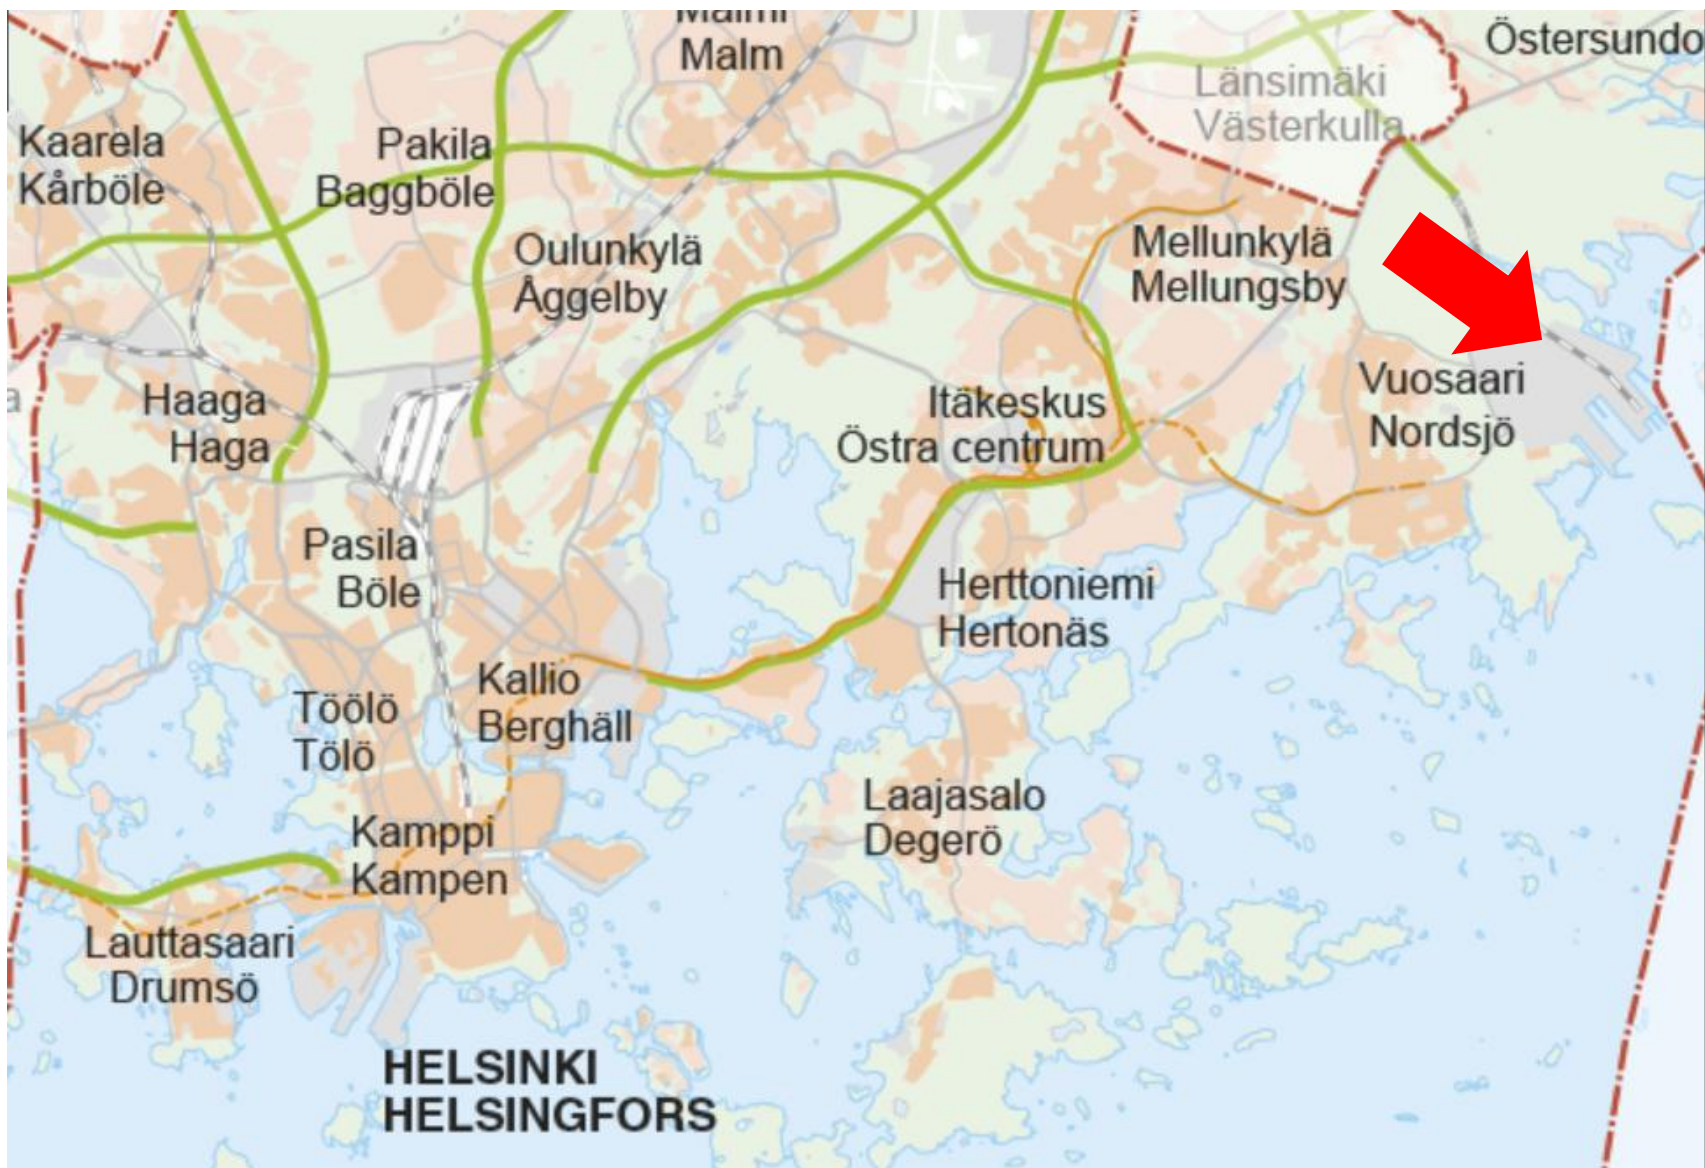 Malmi
Malm
Östersundo
Länsimäki
Västerkulla
Kaarela
Kårböle
Pakila
Baggböle
Oulunkylä
Åggelby
Mellunkylä
Mellungsby
Haaga
Haga
Itäkeskus
Östra centrum
Vuosaari
Nordsjö
Pasila
Böle
Herttoniemi
Hertonäs
Kallio
Berghäll
Töölö
Tölö
Laajasalo
Degerö
Kamppi
Kampen
Lauttasaari
Drumsö
HELSINKI
HELSINGFORS